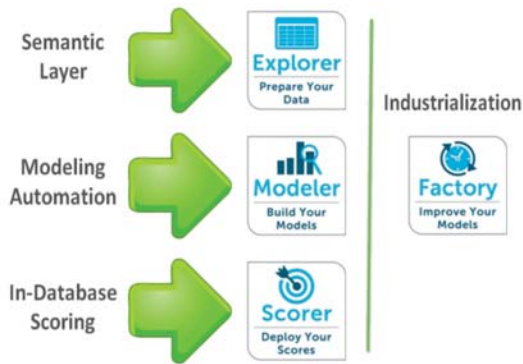 Semantic
Layer
Explorer
Prepare Your
Data
Industrialization
Modeling
Automation
Modeler
Build Your
Models
Factory
Improve Your
Models
In-Database
Scoring
Scorer
Deploy Your
Scores